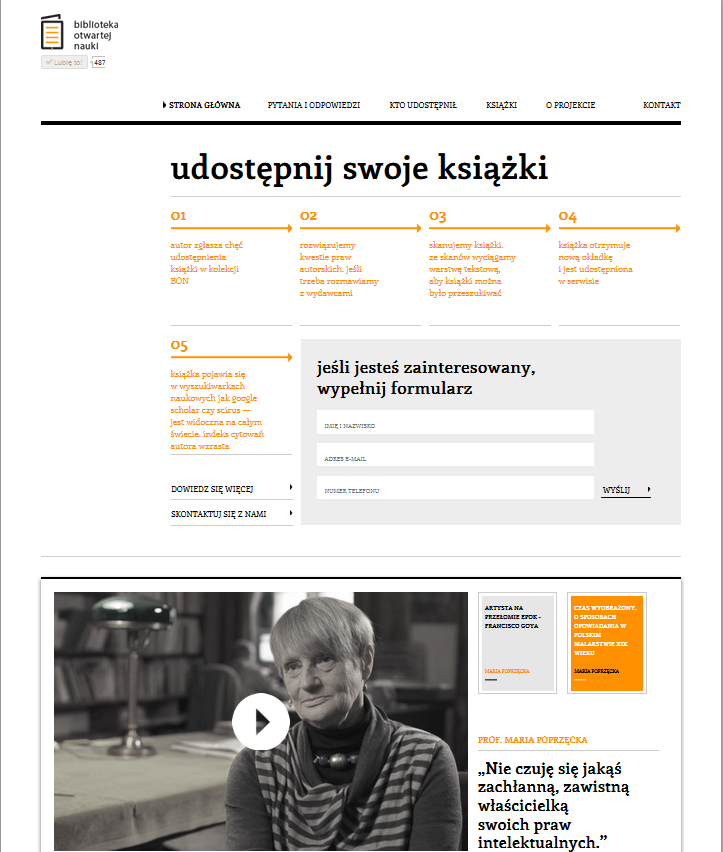 biblioteka
otwartej
nauki
Lubię to! 487
STRONA GŁÓWNA PYTANIA I ODPOWIEDZI KTO UDOSTĘPNIŁ KSIĄŻKI O PROJEKCIE KONTAKT
udostępnij swoje książki
01
autor zgłasza chęć
udostępnienia
książki w kolekcji
BON
02
rozwiązujemy
kwestie praw
autorskich. jeśli
trzeba rozmawiamy
z wydawcami
03
skanujemy książki.
ze skanów wyciągamy
warstwę tekstową,
aby książki można
było przeszukiwać
04
książka otrzymuje
nową okładkę
i jest udostępniona
w serwisie
05
książka pojawia się
w wyszukiwarkach
naukowych jak google
scholar czy scirus —
jest widoczna na całym
świecie. indeks cytowań
autora wzrasta
DOWIEDZ SIĘ WIĘCEJ
SKONTAKTUJ SIĘ Z NAMI
jeśli jesteś zainteresowany,
wypełnij formularz
IMIĘ I NAZWISKO
ADRES E-MAIL
NUMER TELEFONU
WYŚLIJ
ARTYSTA NA
PRZEŁOMIE EPOK -
FRANCISCO GOYA
MARIA POPRZĘCKA
CZAS WYOBRAŻONY.
O SPOSOBACH
OPOWIADANIA W
POLSKIM
MALARSTWIE XIX
WIEKU
MARIA POPRZĘCKA
PROF. MARIA POPRZĘCKA
„Nie czuję się jakąś
zachłanną, zawistną
właścicielką
swoich praw
intelektualnych.”